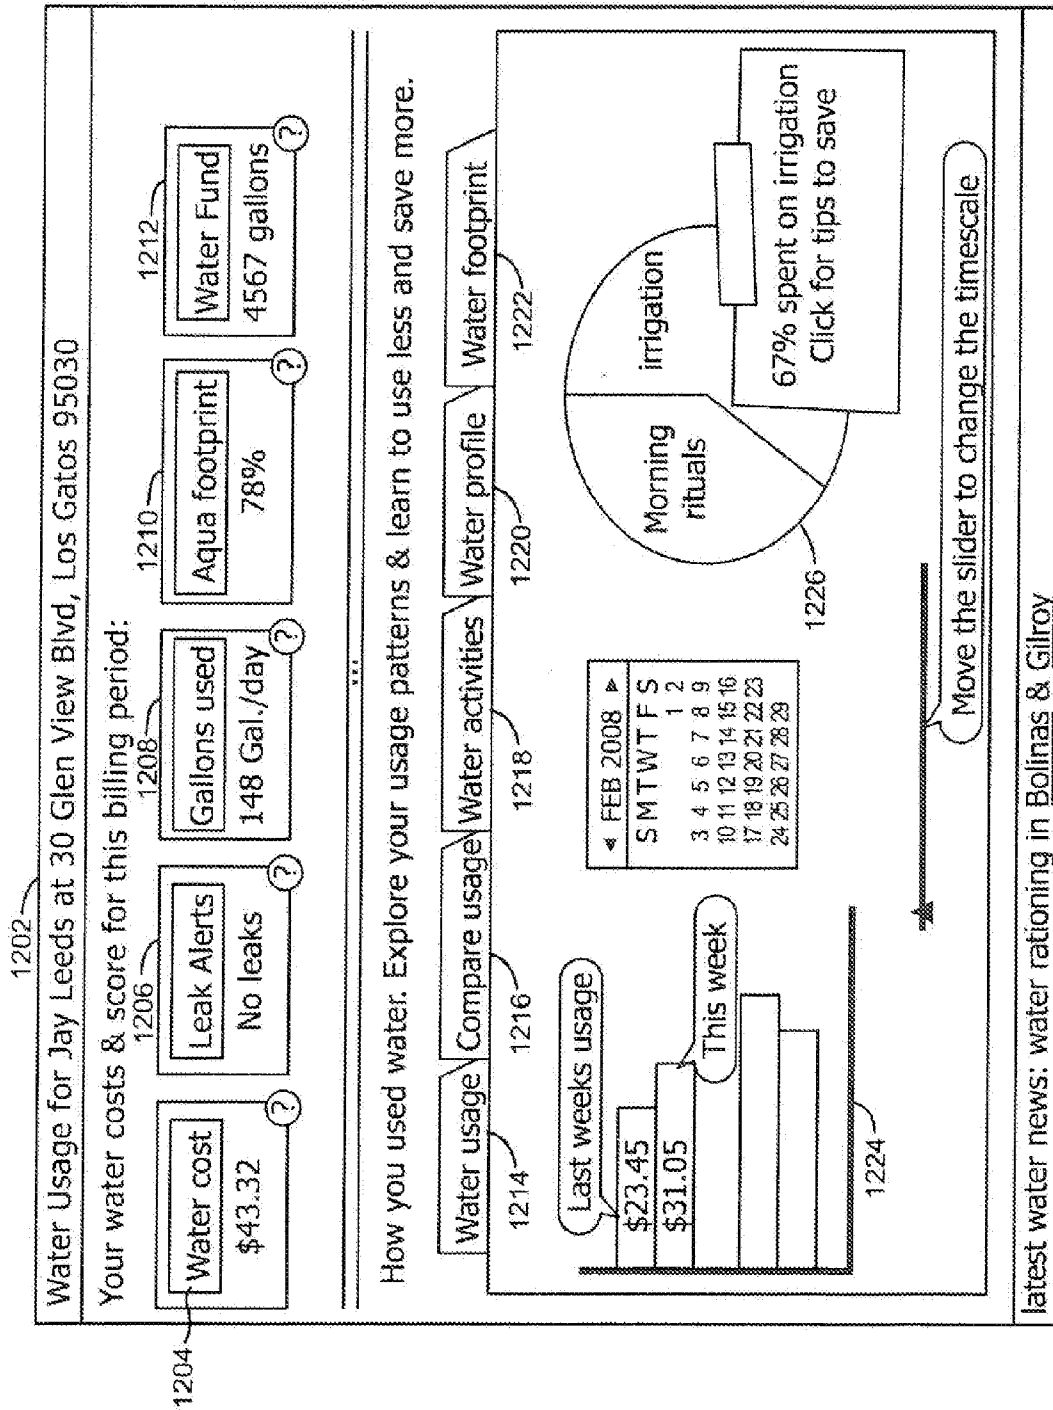 1202
Water Usage for Jay Leeds at 30 Glen View Blvd, Los Gatos 95030
Your water costs & score for this billing period:
1204
Water cost
$43.32
?
1206
Leak Alerts
No leaks
?
1208
Gallons used
148 Gal./day
?
1210
Aqua footprint
78%
?
1212
Water Fund
4567 gallons
?
How you used water. Explore your usage patterns & learn to use less and save more.
Water usage
Compare usage
Water activities
Water profile
Water footprint
1214
1216
1218
1220
1222
Last weeks usage
$23.45
$31.05
This week
1224
◄ FEB 2008 ►
S M T W T F S
1 2
3 4 5 6 7 8 9
10 11 12 13 14 15 16
17 18 19 20 21 22 23
24 25 26 27 28 29
Morning
rituals
irrigation
1226
67% spent on irrigation
Click for tips to save
Move the slider to change the timescale
latest water news: water rationing in Bolinas & Gilroy